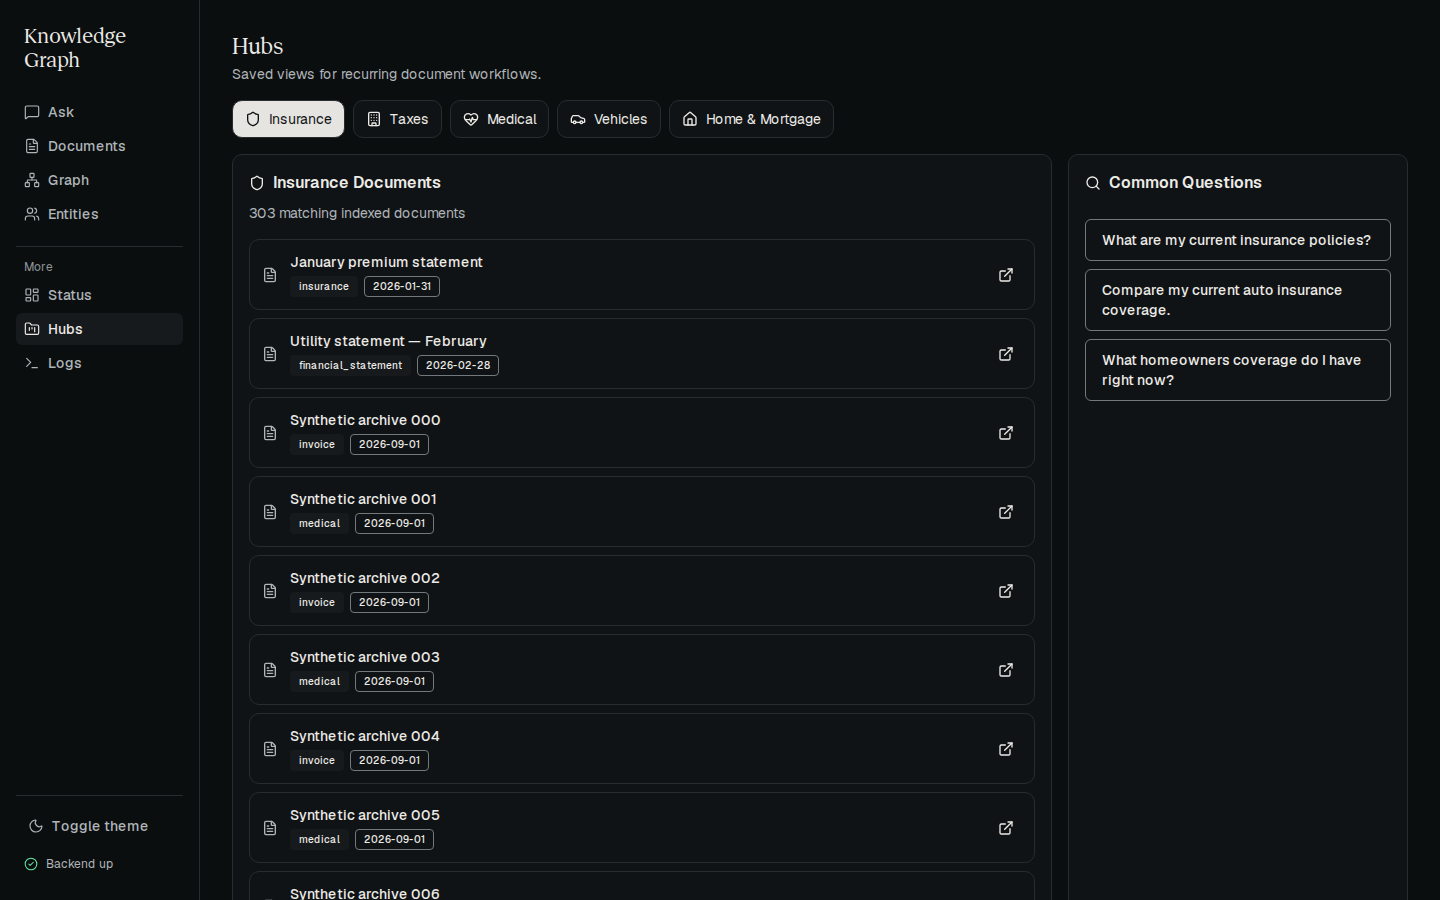 Knowledge
Graph
Ask
Documents
Graph
Entities
More
Status
Hubs
Logs
Toggle theme
Backend up
Hubs
Saved views for recurring document workflows.
Insurance
Taxes
Medical
Vehicles
Home & Mortgage
Insurance Documents
303 matching indexed documents
January premium statement
insurance
2026-01-31
Utility statement — February
financial_statement
2026-02-28
Synthetic archive 000
invoice
2026-09-01
Synthetic archive 001
medical
2026-09-01
Synthetic archive 002
invoice
2026-09-01
Synthetic archive 003
medical
2026-09-01
Synthetic archive 004
invoice
2026-09-01
Synthetic archive 005
medical
2026-09-01
Synthetic archive 006
Common Questions
What are my current insurance policies?
Compare my current auto insurance
coverage.
What homeowners coverage do I have
right now?